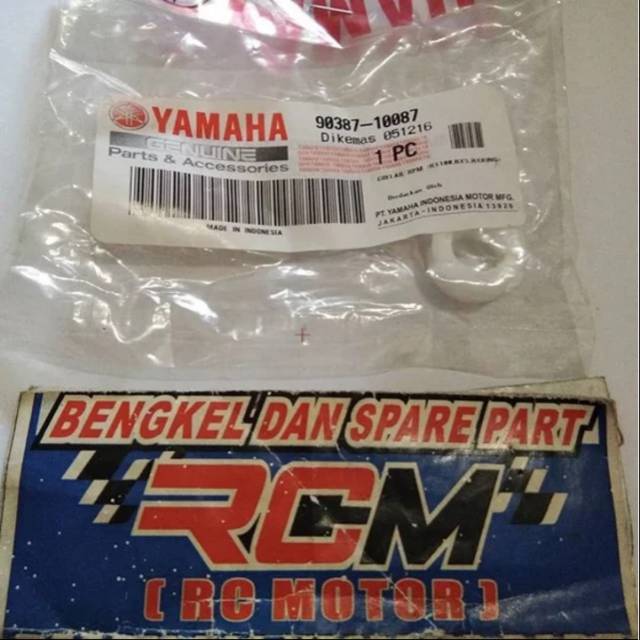 YAMAHA
GENUINE
Parts & Accessories
90387-10087
Dikemas 051216
1 PC
MADE IN INDONESIA
PT. YAMAHA INDONESIA MOTOR MFG.
JAKARTA-INDONESIA 13920
BENGKEL DAN SPARE PART
RCM
[ RC MOTOR ]